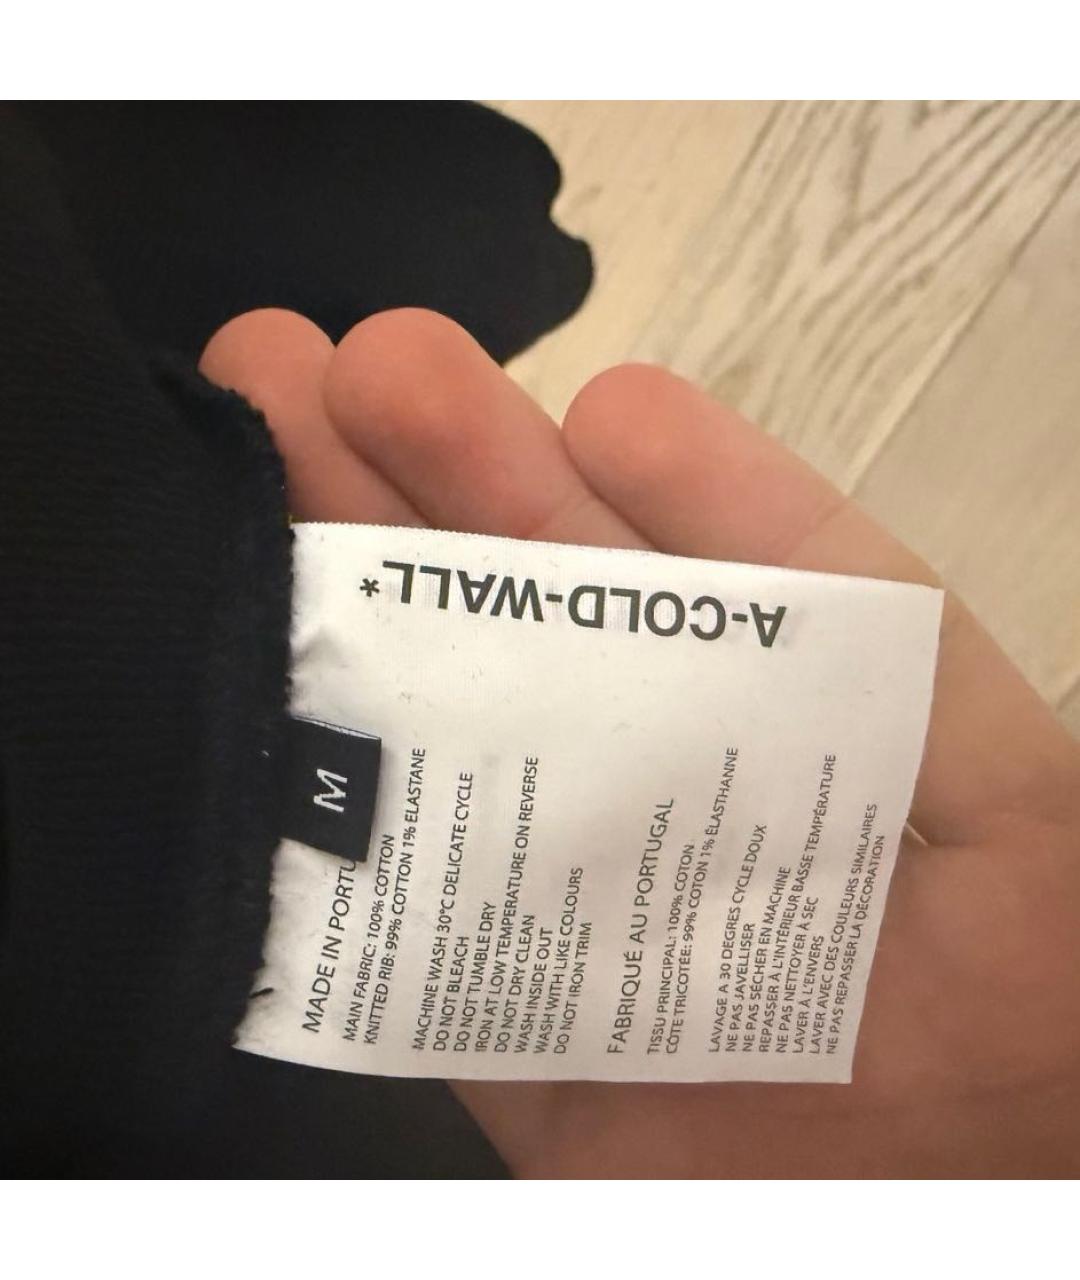 A-COLD-WALL*
M
MADE IN PORTU
MAIN FABRIC: 100% COTTON
KNITTED RIB: 99% COTTON 1% ELASTANE
MACHINE WASH 30°C DELICATE CYCLE
DO NOT BLEACH
DO NOT TUMBLE DRY
IRON AT LOW TEMPERATURE ON REVERSE
DO NOT DRY CLEAN
WASH INSIDE OUT
WASH WITH LIKE COLOURS
DO NOT IRON TRIM
FABRIQUÉ AU PORTUGAL
TISSU PRINCIPAL: 100% COTON
CÔTE TRICOTÉE: 99% COTON 1% ÉLASTHANNE
LAVAGE A 30 DEGRES CYCLE DOUX
NE PAS JAVELLISER
NE PAS SÉCHER EN MACHINE
REPASSER À L'INTÉRIEUR BASSE TEMPÉRATURE
NE PAS NETTOYER À SEC
LAVER À L'ENVERS
LAVER AVEC DES COULEURS SIMILAIRES
NE PAS REPASSER LA DÉCORATION